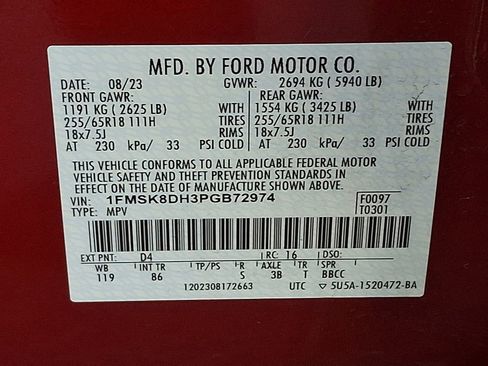 MFD. BY FORD MOTOR CO.
DATE: 08/23 GVWR: 2694 KG ( 5940 LB)
FRONT GAWR: REAR GAWR:
1191 KG ( 2625 LB) WITH 1554 KG ( 3425 LB) WITH
255/65R18 111H TIRES 255/65R18 111H TIRES
18x7.5J RIMS 18x7.5J RIMS
AT 230 kPa/ 33 PSI COLD AT 230 kPa/ 33 PSI COLD
THIS VEHICLE CONFORMS TO ALL APPLICABLE FEDERAL MOTOR
VEHICLE SAFETY AND THEFT PREVENTION STANDARDS IN EFFECT ON
THE DATE OF MANUFACTURE SHOWN ABOVE.
VIN: 1FMSK8DH3PGB72974 F0097
TYPE: MPV T0301
EXT PNT: D4 RC: 16 DSO:
WB INT TR TP/PS R AXLE TR SPR
119 86 S 3B T BBCC
1202308172663 UTC ▽ 5U5A-1520472-BA